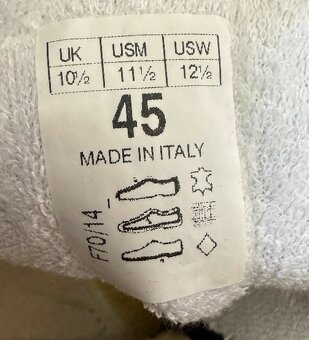 UK USM USW
10½ 11½ 12½
45
MADE IN ITALY
F70/14